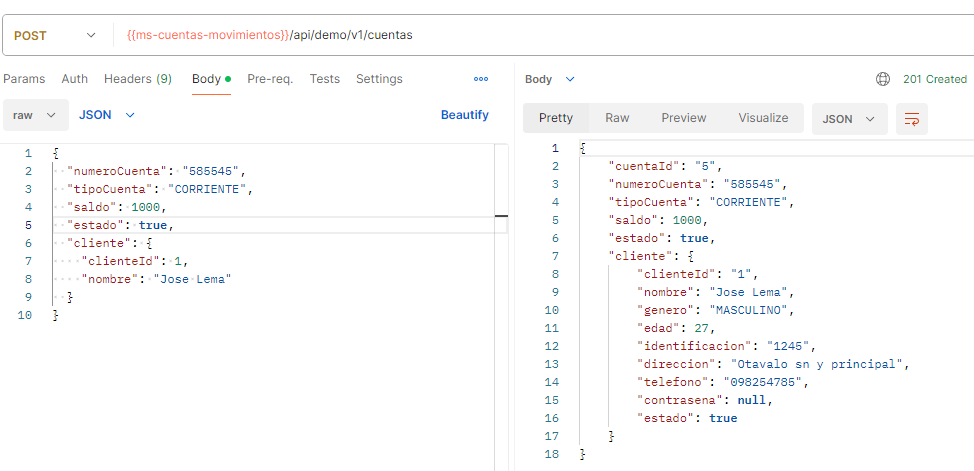 POST {{ms-cuentas-movimientos}}/api/demo/v1/cuentas
Params Auth Headers (9) Body Pre-req. Tests Settings
raw JSON Beautify
1 {
2 "numeroCuenta": "585545",
3 "tipoCuenta": "CORRIENTE",
4 "saldo": 1000,
5 "estado": true,
6 "cliente": {
7 "clienteId": 1,
8 "nombre": "Jose Lema"
9 }
10 }
Body 201 Created
Pretty Raw Preview Visualize JSON
1 {
2 "cuentaId": "5",
3 "numeroCuenta": "585545",
4 "tipoCuenta": "CORRIENTE",
5 "saldo": 1000,
6 "estado": true,
7 "cliente": {
8 "clienteId": "1",
9 "nombre": "Jose Lema",
10 "genero": "MASCULINO",
11 "edad": 27,
12 "identificacion": "1245",
13 "direccion": "Otavalo sn y principal",
14 "telefono": "098254785",
15 "contrasena": null,
16 "estado": true
17 }
18 }